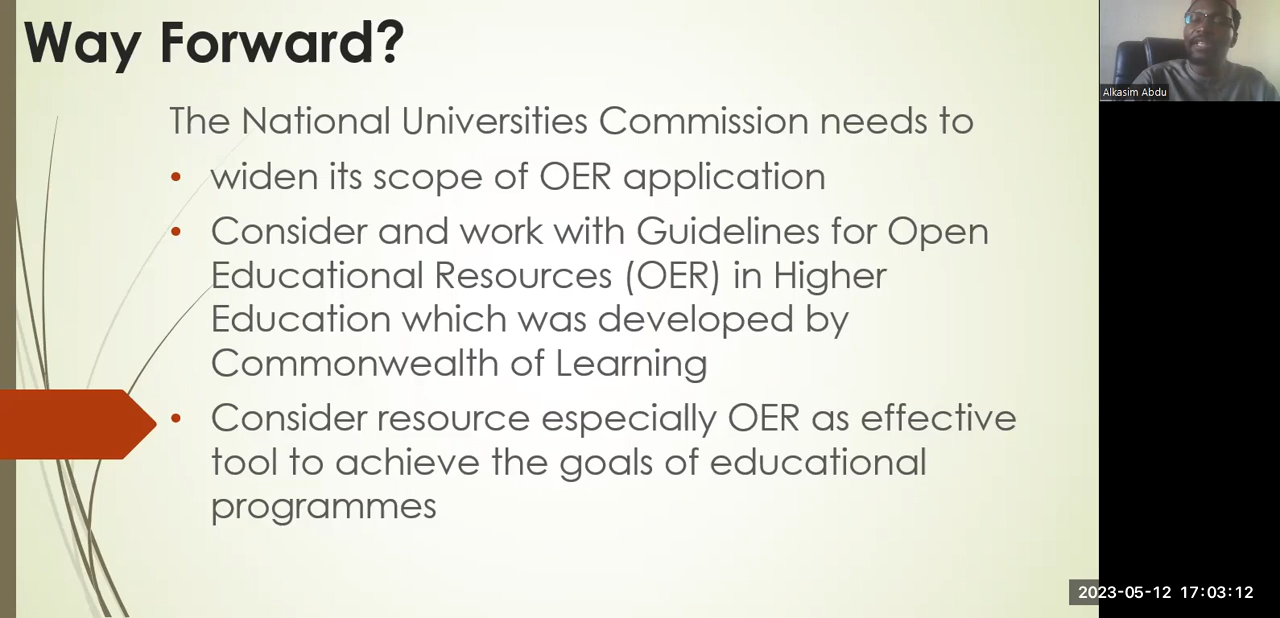 Way Forward?
The National Universities Commission needs to
• widen its scope of OER application
• Consider and work with Guidelines for Open
Educational Resources (OER) in Higher
Education which was developed by
Commonwealth of Learning
• Consider resource especially OER as effective
tool to achieve the goals of educational
programmes
Alkasim Abdu
2023-05-12 17:03:12